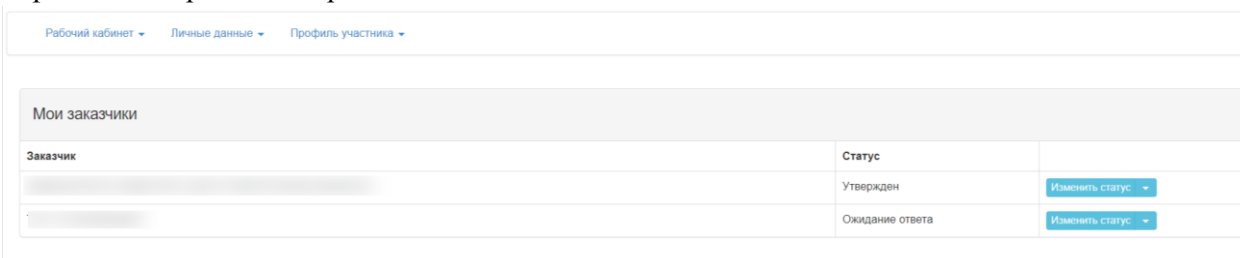 Рабочий кабинет Личные данные Профиль участника
Мои заказчики
Заказчик Статус
Утвержден Изменить статус
Ожидание ответа Изменить статус